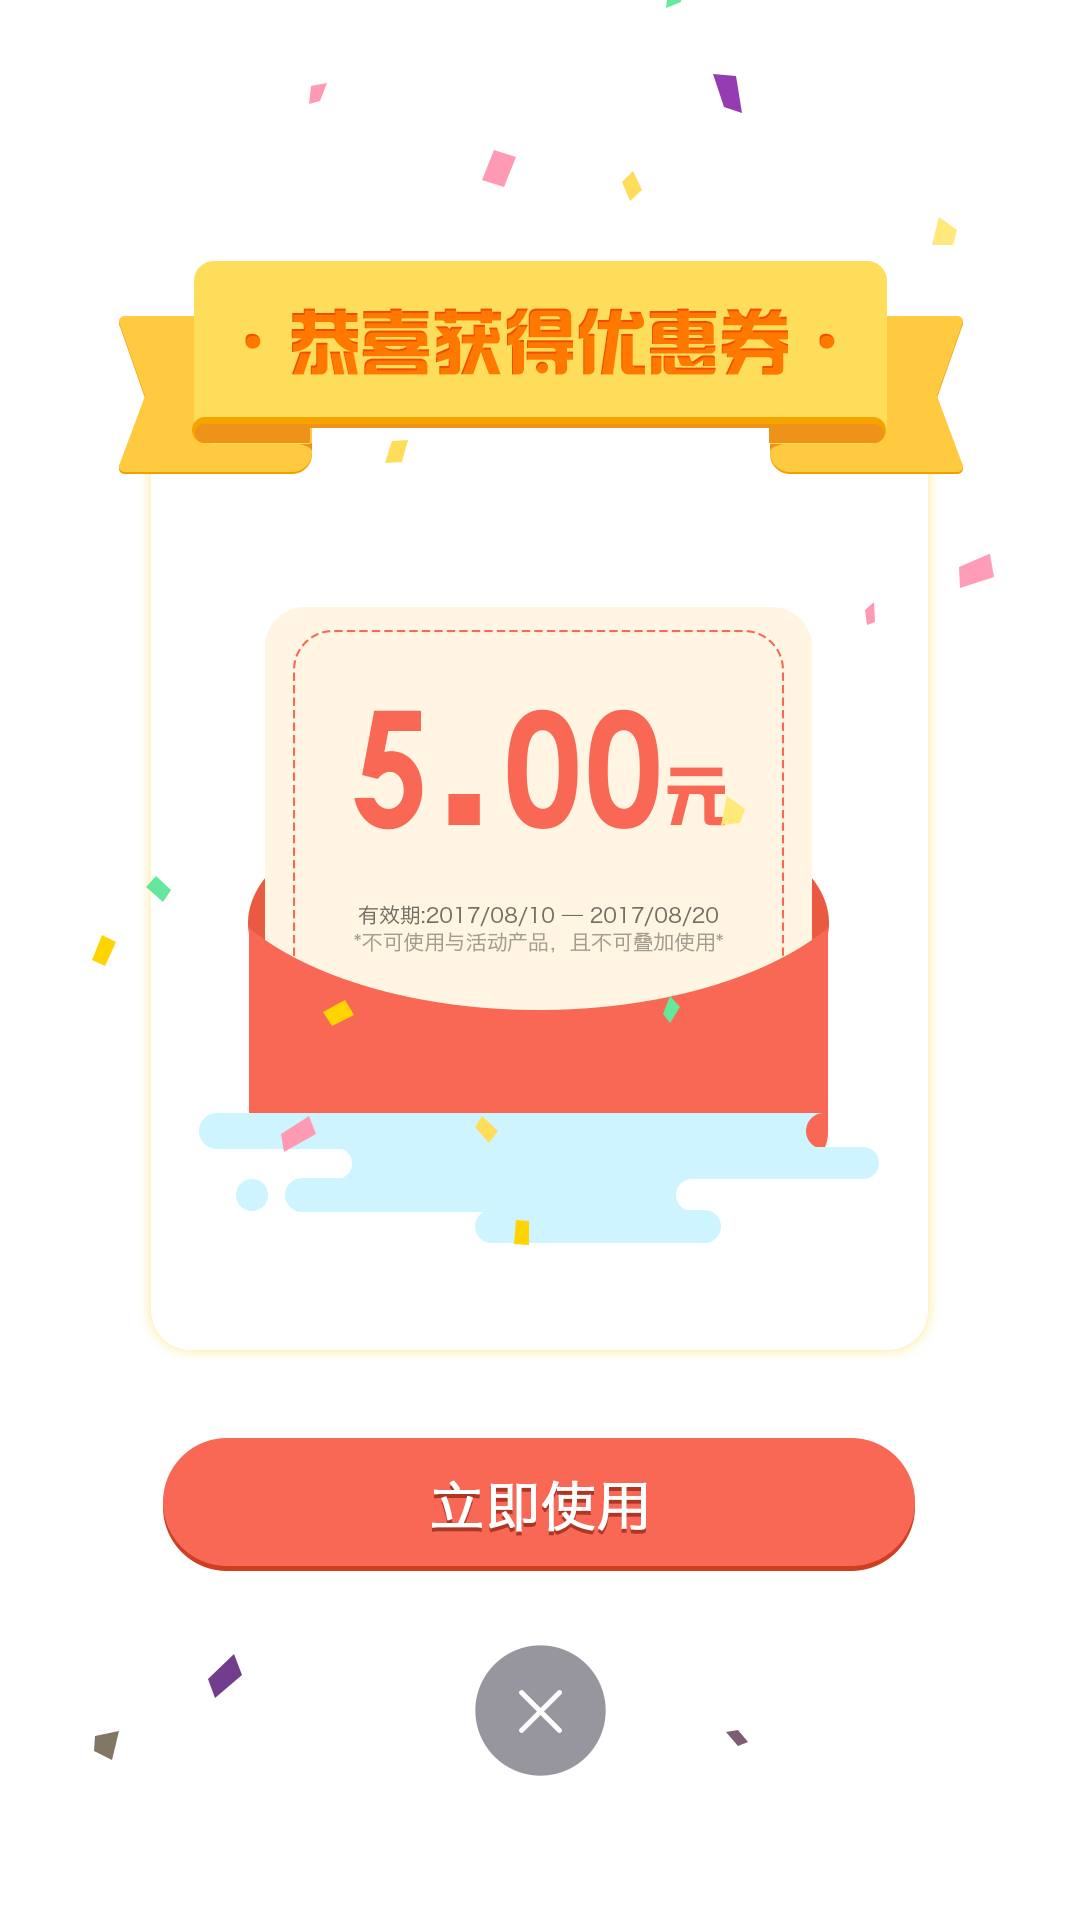 ·恭喜获得优惠券·
5.00元
有效期:2017/08/10 — 2017/08/20
*不可使用与活动产品，且不可叠加使用*
立即使用